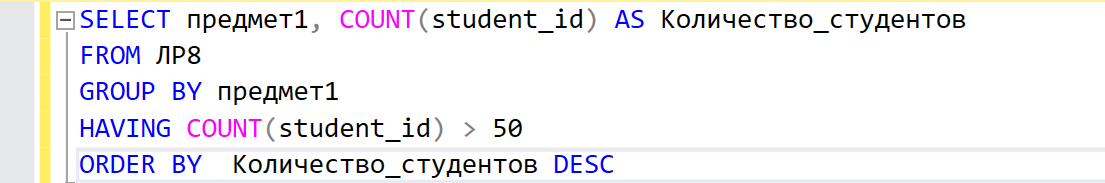 SELECT предмет1, COUNT(student_id) AS Количество_студентов
FROM ЛР8
GROUP BY предмет1
HAVING COUNT(student_id) > 50
ORDER BY  Количество_студентов DESC